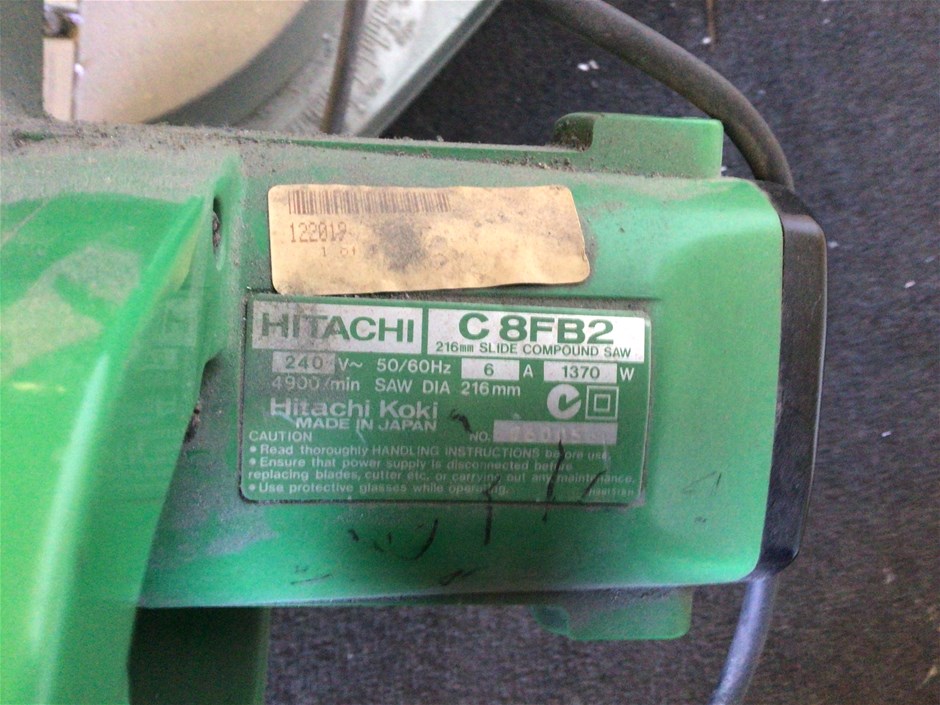 122019
HITACHI
C 8FB2
216mm SLIDE COMPOUND SAW
240 V~ 50/60Hz 6 A 1370 W
4900/min SAW DIA 216mm
Hitachi Koki
MADE IN JAPAN
NO.
CAUTION
• Read thoroughly HANDLING INSTRUCTIONS before use.
• Ensure that power supply is disconnected before
replacing blades, cutter etc, or carrying out any maintenance.
• Use protective glasses while operating.